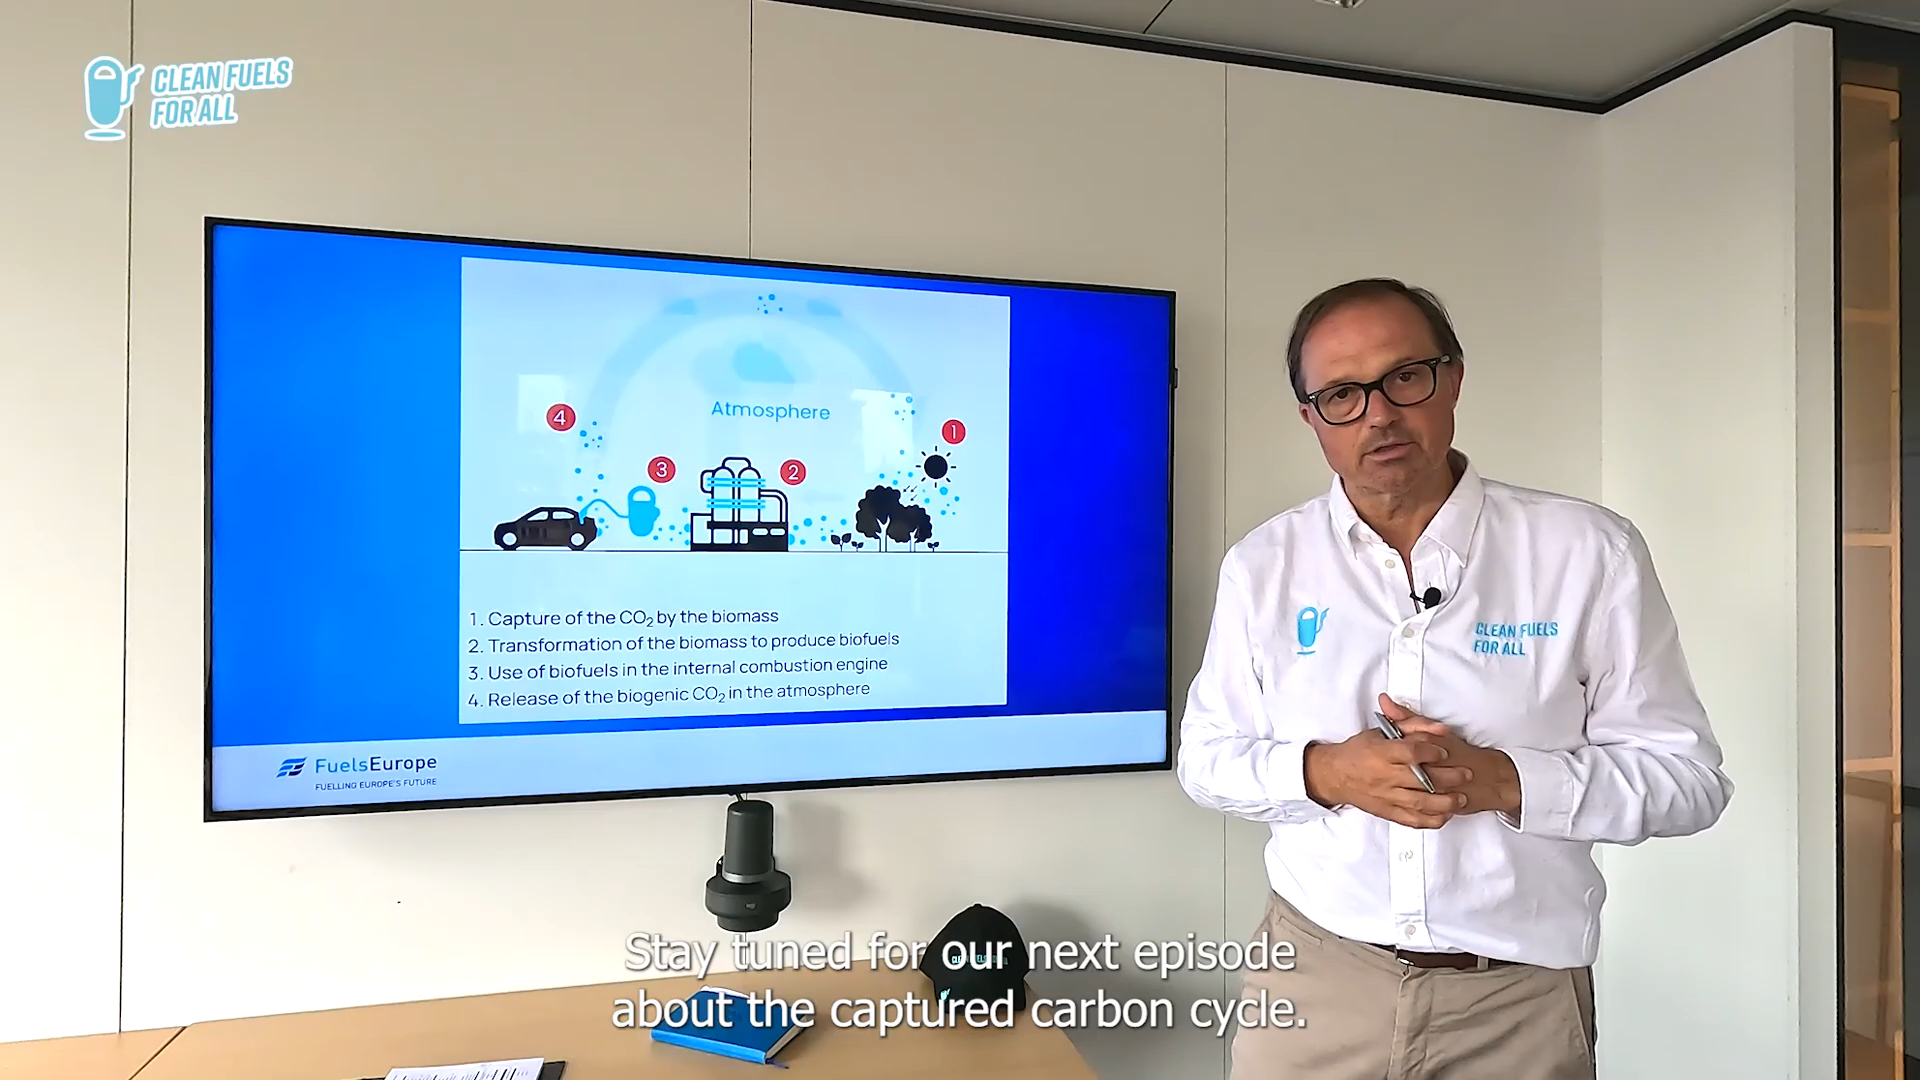 CLEAN FUELS
FOR ALL
Atmosphere
4
3
2
1
1. Capture of the CO2 by the biomass
2. Transformation of the biomass to produce biofuels
3. Use of biofuels in the internal combustion engine
4. Release of the biogenic CO2 in the atmosphere
FuelsEurope
FUELLING EUROPE'S FUTURE
CLEAN FUELS
FOR ALL
Stay tuned for our next episode
about the captured carbon cycle.